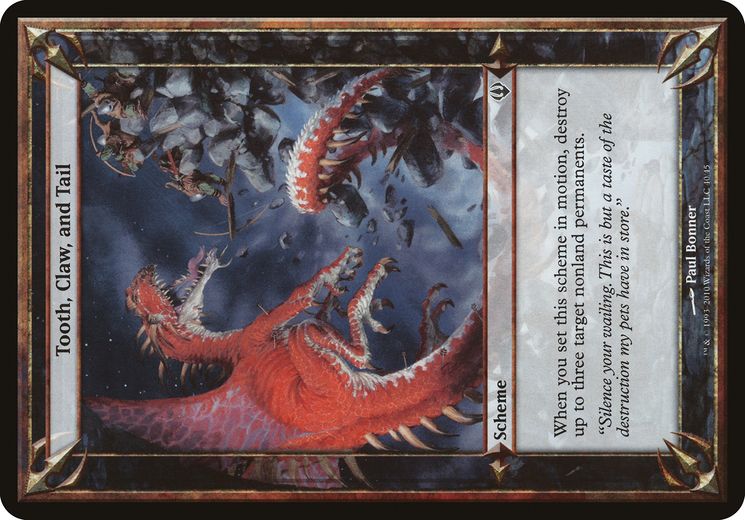 Tooth, Claw, and Tail
Scheme
When you set this scheme in motion, destroy
up to three target nonland permanents.
“Silence your wailing. This is but a taste of the
destruction my pets have in store.”
Paul Bonner
™ & © 1993–2010 Wizards of the Coast LLC 40/45